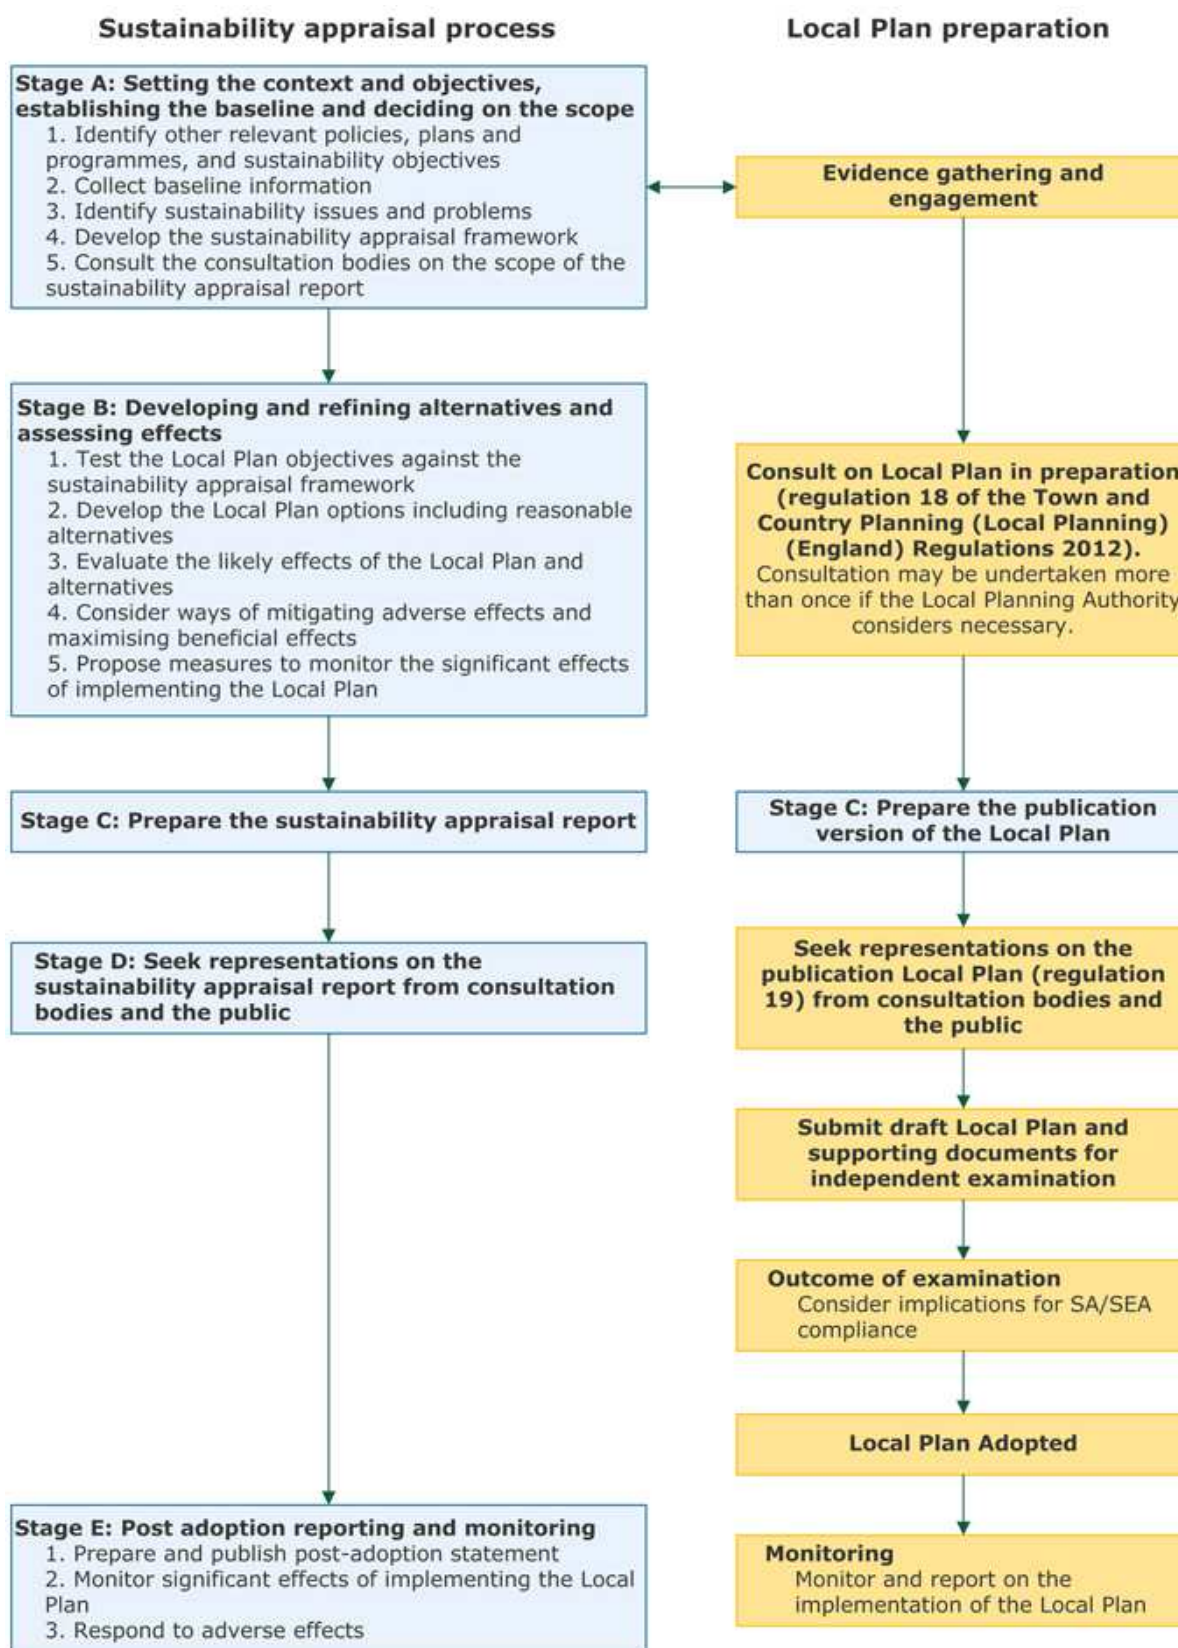 Sustainability appraisal process
Local Plan preparation
Stage A: Setting the context and objectives,
establishing the baseline and deciding on the scope
1. Identify other relevant policies, plans and
programmes, and sustainability objectives
2. Collect baseline information
3. Identify sustainability issues and problems
4. Develop the sustainability appraisal framework
5. Consult the consultation bodies on the scope of the
sustainability appraisal report
Evidence gathering and
engagement
Stage B: Developing and refining alternatives and
assessing effects
1. Test the Local Plan objectives against the
sustainability appraisal framework
2. Develop the Local Plan options including reasonable
alternatives
3. Evaluate the likely effects of the Local Plan and
alternatives
4. Consider ways of mitigating adverse effects and
maximising beneficial effects
5. Propose measures to monitor the significant effects
of implementing the Local Plan
Consult on Local Plan in preparation
(regulation 18 of the Town and
Country Planning (Local Planning)
(England) Regulations 2012).
Consultation may be undertaken more
than once if the Local Planning Authority
considers necessary.
Stage C: Prepare the sustainability appraisal report
Stage C: Prepare the publication
version of the Local Plan
Stage D: Seek representations on the
sustainability appraisal report from consultation
bodies and the public
Seek representations on the
publication Local Plan (regulation
19) from consultation bodies and
the public
Submit draft Local Plan and
supporting documents for
independent examination
Outcome of examination
Consider implications for SA/SEA
compliance
Local Plan Adopted
Stage E: Post adoption reporting and monitoring
1. Prepare and publish post-adoption statement
2. Monitor significant effects of implementing the Local
Plan
3. Respond to adverse effects
Monitoring
Monitor and report on the
implementation of the Local Plan